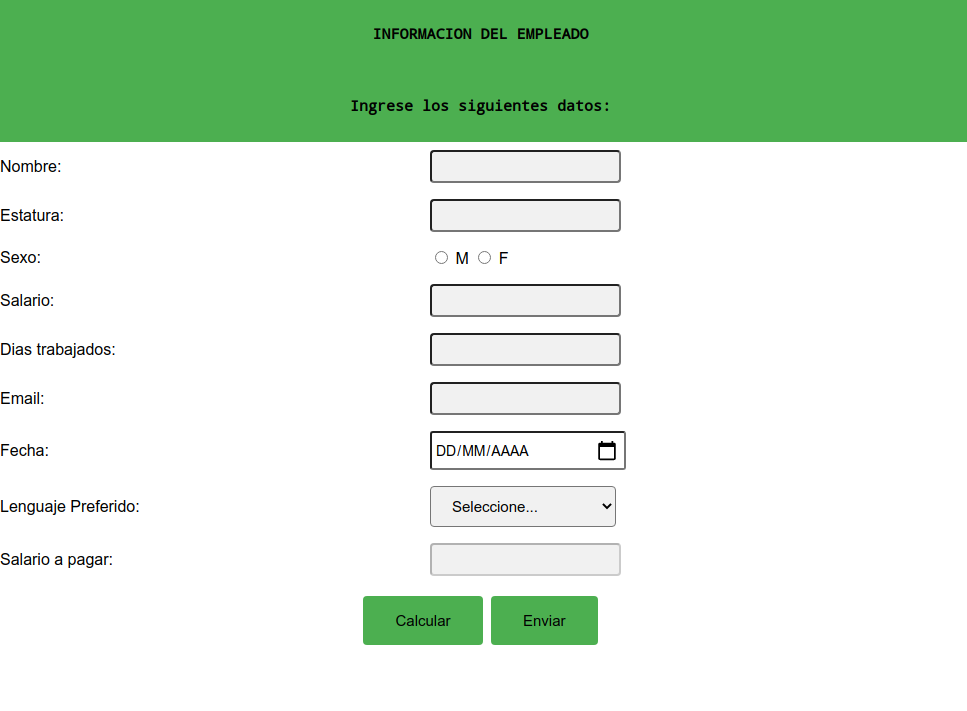 INFORMACION DEL EMPLEADO
Ingrese los siguientes datos:
Nombre:
Estatura:
Sexo: M F
Salario:
Dias trabajados:
Email:
Fecha: DD/MM/AAAA
Lenguaje Preferido: Seleccione...
Salario a pagar:
Calcular Enviar